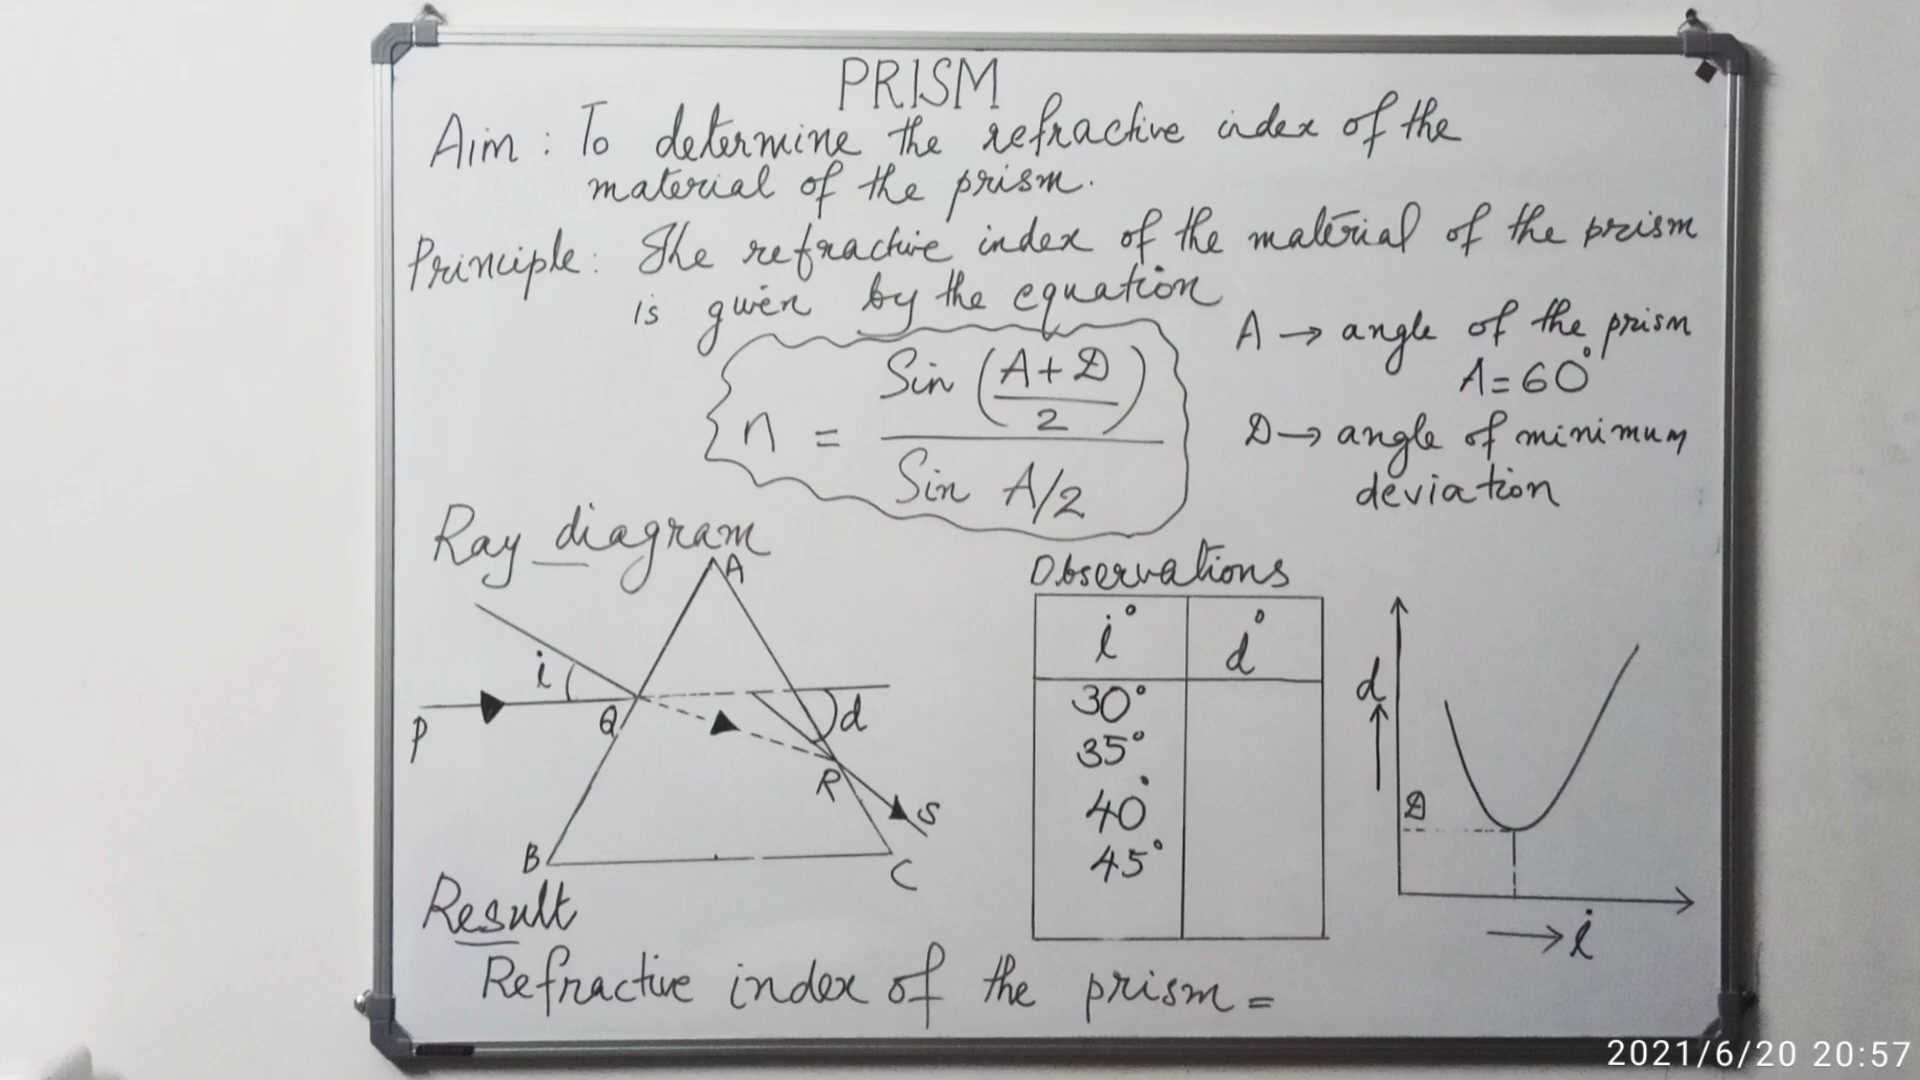 PRISM
Aim : To determine the refractive index of the
material of the prism.
Principle : The refractive index of the material of the prism
is given by the equation
n = Sin (A+D/2) / Sin A/2
A → angle of the prism
A = 60°
D → angle of minimum
deviation
Ray diagram
A
i
P
Q
d
R
S
B
C
Observations
i° d°
30°
35°
40°
45°
d
D
→ i
Result
Refractive index of the prism =
2021/6/20 20:57